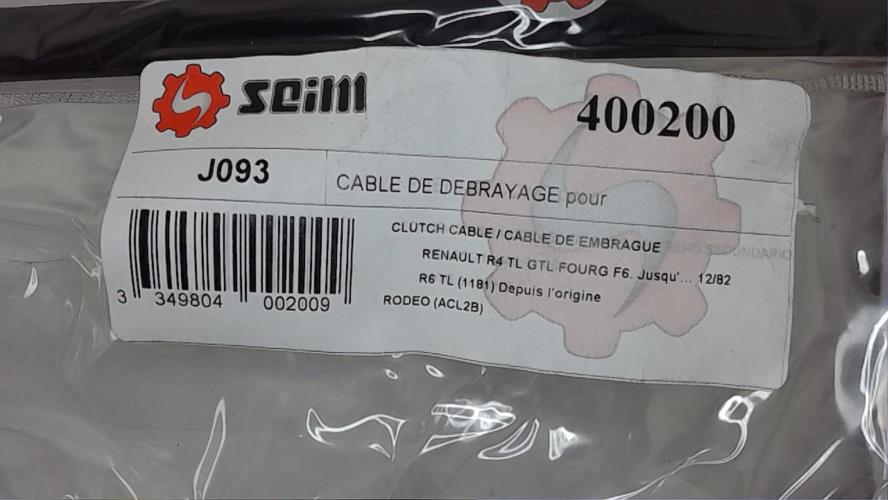 seim
400200
J093
CABLE DE DEBRAYAGE pour
CLUTCH CABLE / CABLE DE EMBRAGUE
RENAULT R4 TL GTL FOURG F6. Jusqu'... 12/82
R6 TL (1181) Depuis l'origine
RODEO (ACL2B)
3 349804 002009